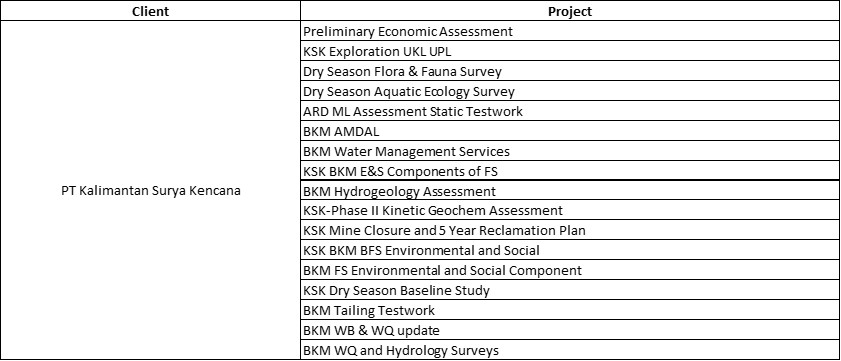 Client Project
Preliminary Economic Assessment
KSK Exploration UKL UPL
Dry Season Flora & Fauna Survey
Dry Season Aquatic Ecology Survey
ARD ML Assessment Static Testwork
BKM AMDAL
BKM Water Management Services
KSK BKM E&S Components of FS
PT Kalimantan Surya Kencana
BKM Hydrogeology Assessment
KSK-Phase II Kinetic Geochem Assessment
KSK Mine Closure and 5 Year Reclamation Plan
KSK BKM BFS Environmental and Social
BKM FS Environmental and Social Component
KSK Dry Season Baseline Study
BKM Tailing Testwork
BKM WB & WQ update
BKM WQ and Hydrology Surveys